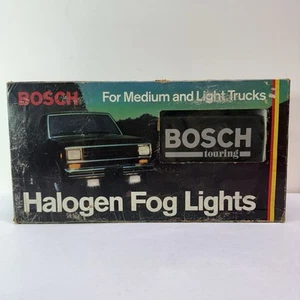 BOSCH
For Medium and Light Trucks
BOSCH
touring
Halogen Fog Lights